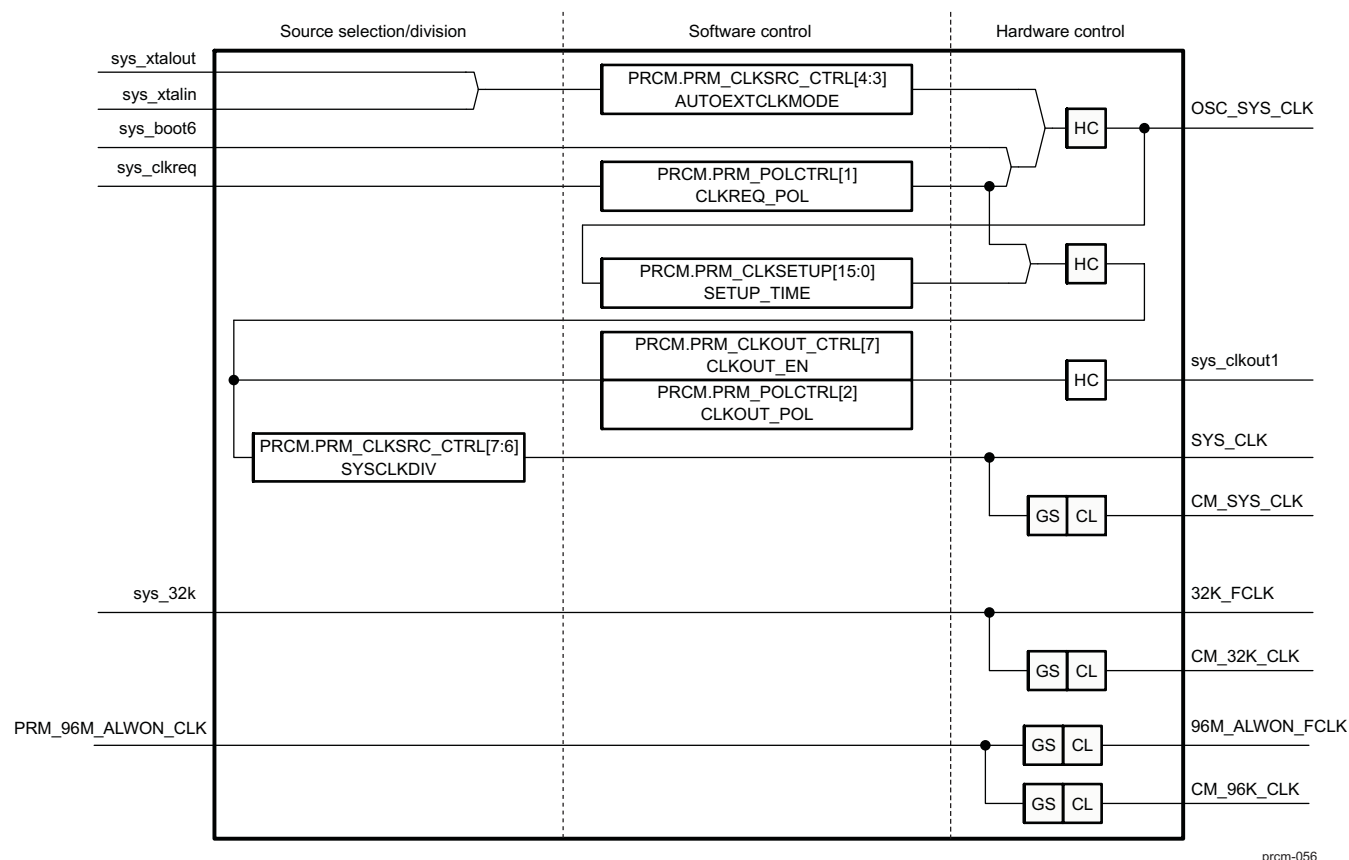 Source selection/division
Software control
Hardware control
sys_xtalout
sys_xtalin
sys_boot6
sys_clkreq
PRCM.PRM_CLKSRC_CTRL[4:3]
AUTOEXTCLKMODE
HC
OSC_SYS_CLK
PRCM.PRM_POLCTRL[1]
CLKREQ_POL
PRCM.PRM_CLKSETUP[15:0]
SETUP_TIME
HC
PRCM.PRM_CLKOUT_CTRL[7]
CLKOUT_EN
PRCM.PRM_POLCTRL[2]
CLKOUT_POL
HC
sys_clkout1
PRCM.PRM_CLKSRC_CTRL[7:6]
SYSCLKDIV
SYS_CLK
GS CL
CM_SYS_CLK
sys_32k
32K_FCLK
GS CL
CM_32K_CLK
PRM_96M_ALWON_CLK
GS CL
96M_ALWON_FCLK
GS CL
CM_96K_CLK
prcm-056